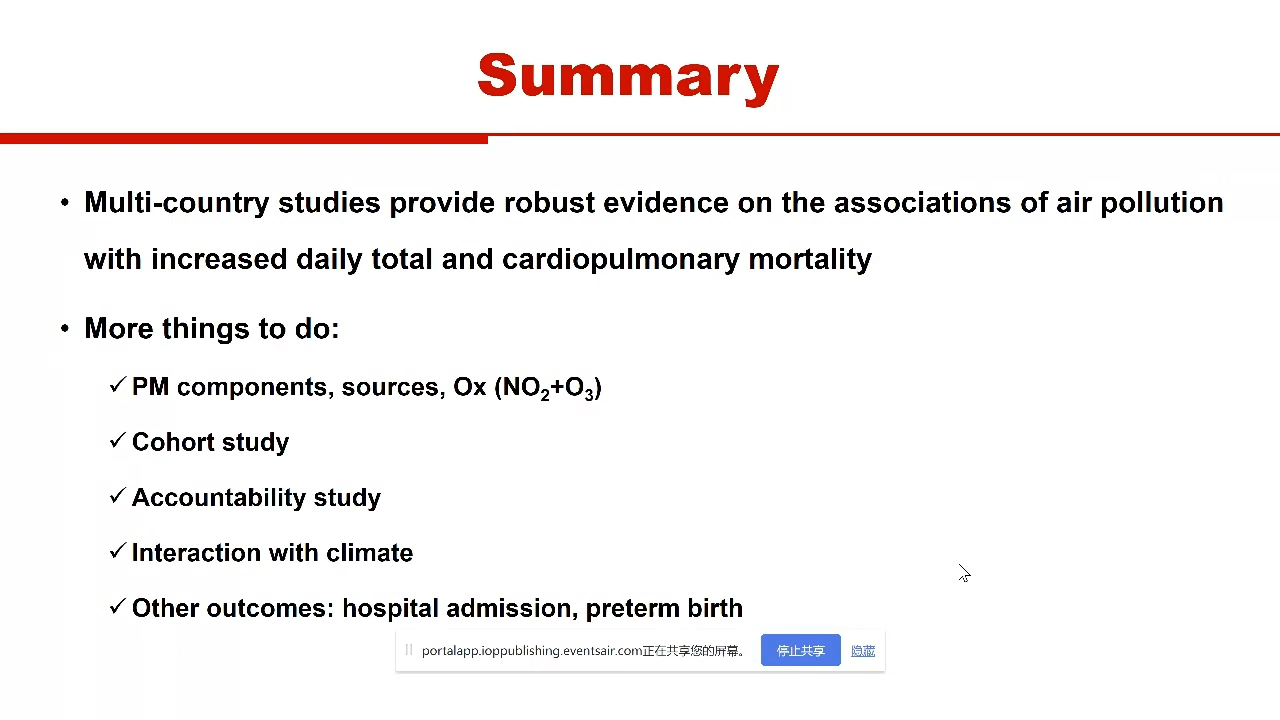 Summary
• Multi-country studies provide robust evidence on the associations of air pollution
with increased daily total and cardiopulmonary mortality
• More things to do:
✓ PM components, sources, Ox (NO₂+O₃)
✓ Cohort study
✓ Accountability study
✓ Interaction with climate
✓ Other outcomes: hospital admission, preterm birth
portalapp.ioppublishing.eventsair.com正在共享您的屏幕。 停止共享 隐藏